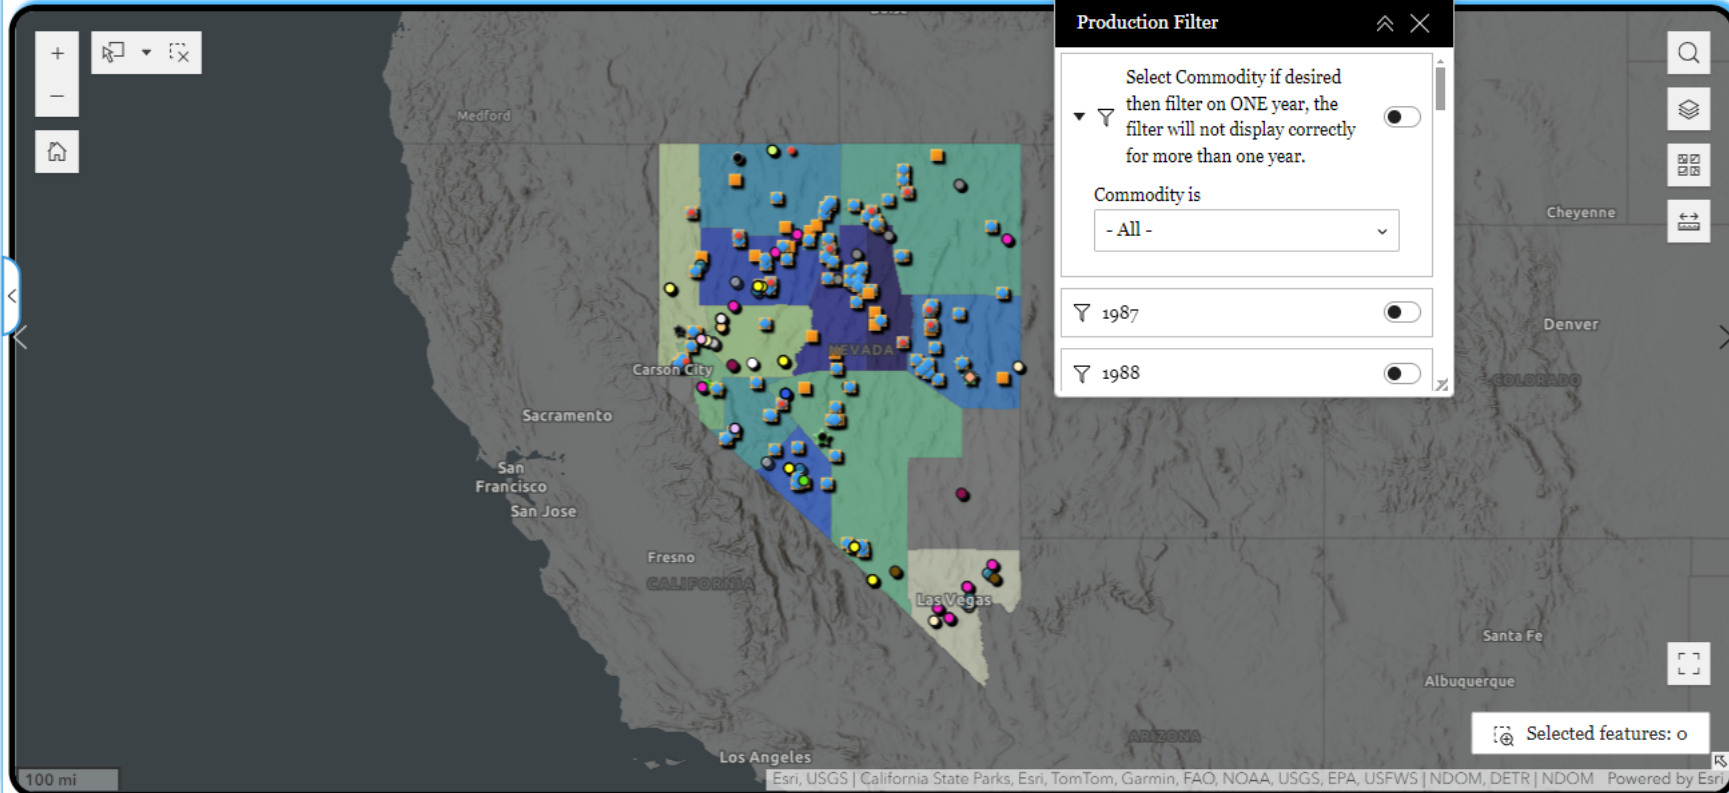 Production Filter
Select Commodity if desired
then filter on ONE year, the
filter will not display correctly
for more than one year.
Commodity is
- All -
1987
1988
Medford
Cheyenne
Denver
COLORADO
NEVADA
Carson City
Sacramento
San
Francisco
San Jose
Fresno
CALIFORNIA
Las Vegas
Santa Fe
Albuquerque
ARIZONA
Los Angeles
Selected features: 0
100 mi
Esri, USGS | California State Parks, Esri, TomTom, Garmin, FAO, NOAA, USGS, EPA, USFWS | NDOM, DETR | NDOM Powered by Esri